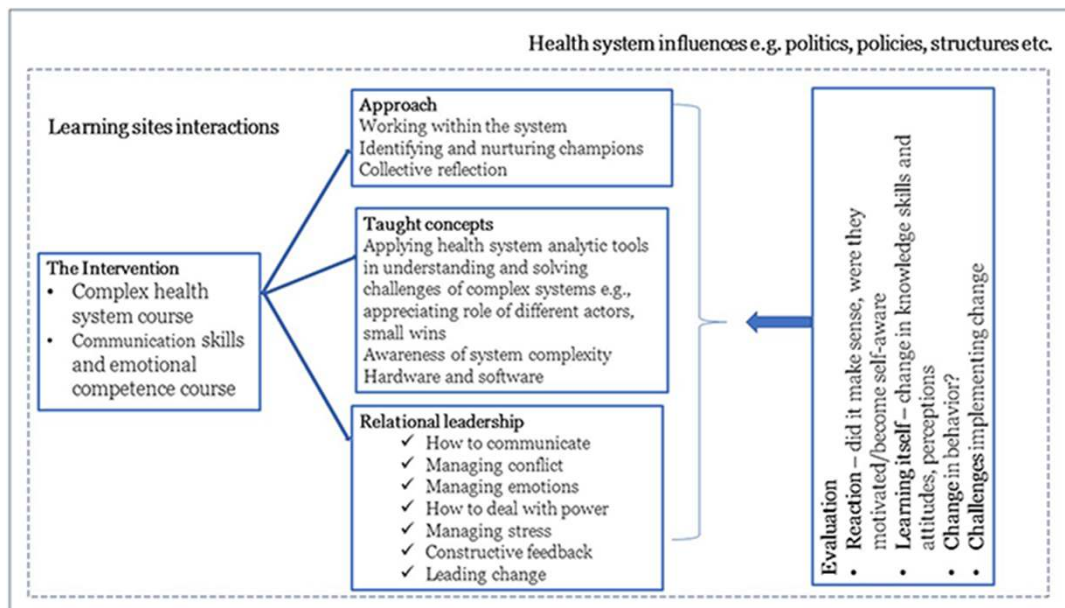 Health system influences e.g. politics, policies, structures etc.
Learning sites interactions
The Intervention
• Complex health
system course
• Communication skills
and emotional
competence course
Approach
Working within the system
Identifying and nurturing champions
Collective reflection
Taught concepts
Applying health system analytic tools
in understanding and solving
challenges of complex systems e.g.,
appreciating role of different actors,
small wins
Awareness of system complexity
Hardware and software
Relational leadership
✓ How to communicate
✓ Managing conflict
✓ Managing emotions
✓ How to deal with power
✓ Managing stress
✓ Constructive feedback
✓ Leading change
Evaluation
• Reaction – did it make sense, were they
motivated/become self-aware
• Learning itself – change in knowledge skills and
attitudes, perceptions
• Change in behavior?
• Challenges implementing change